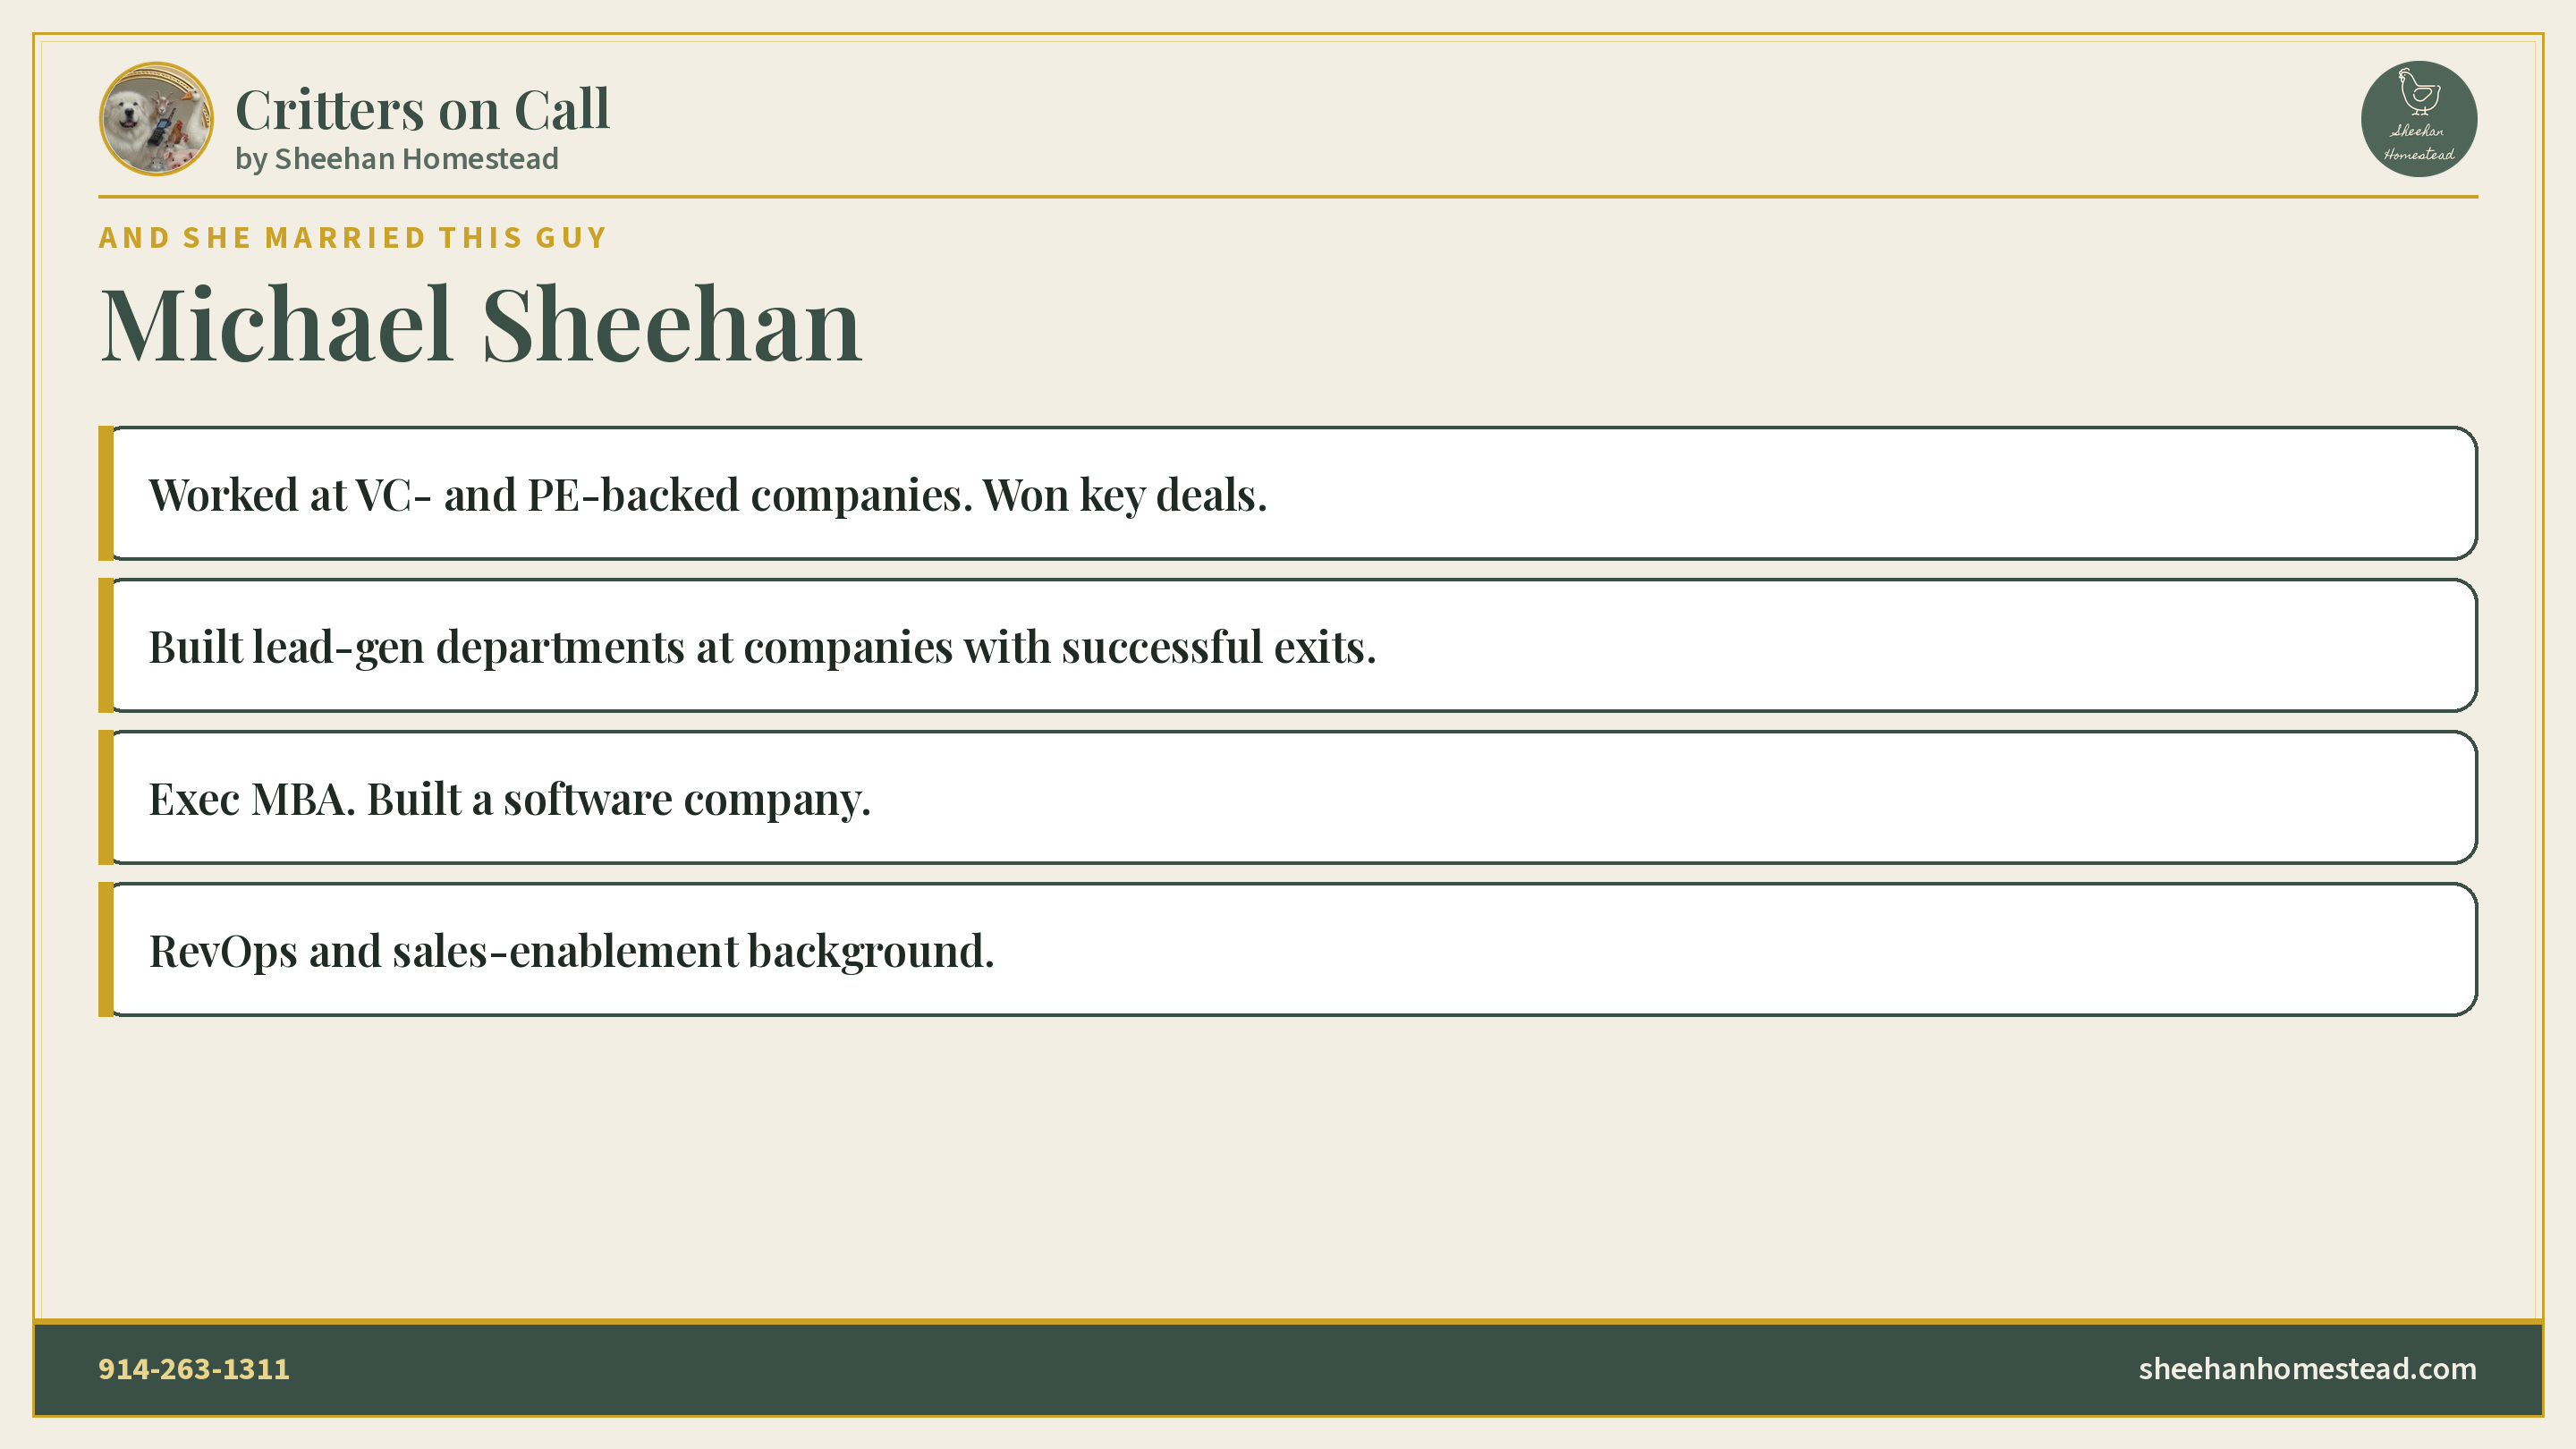 Critters on Call
by Sheehan Homestead
Sheehan
Homestead
AND SHE MARRIED THIS GUY
Michael Sheehan
Worked at VC- and PE-backed companies. Won key deals.
Built lead-gen departments at companies with successful exits.
Exec MBA. Built a software company.
RevOps and sales-enablement background.
914-263-1311
sheehanhomestead.com